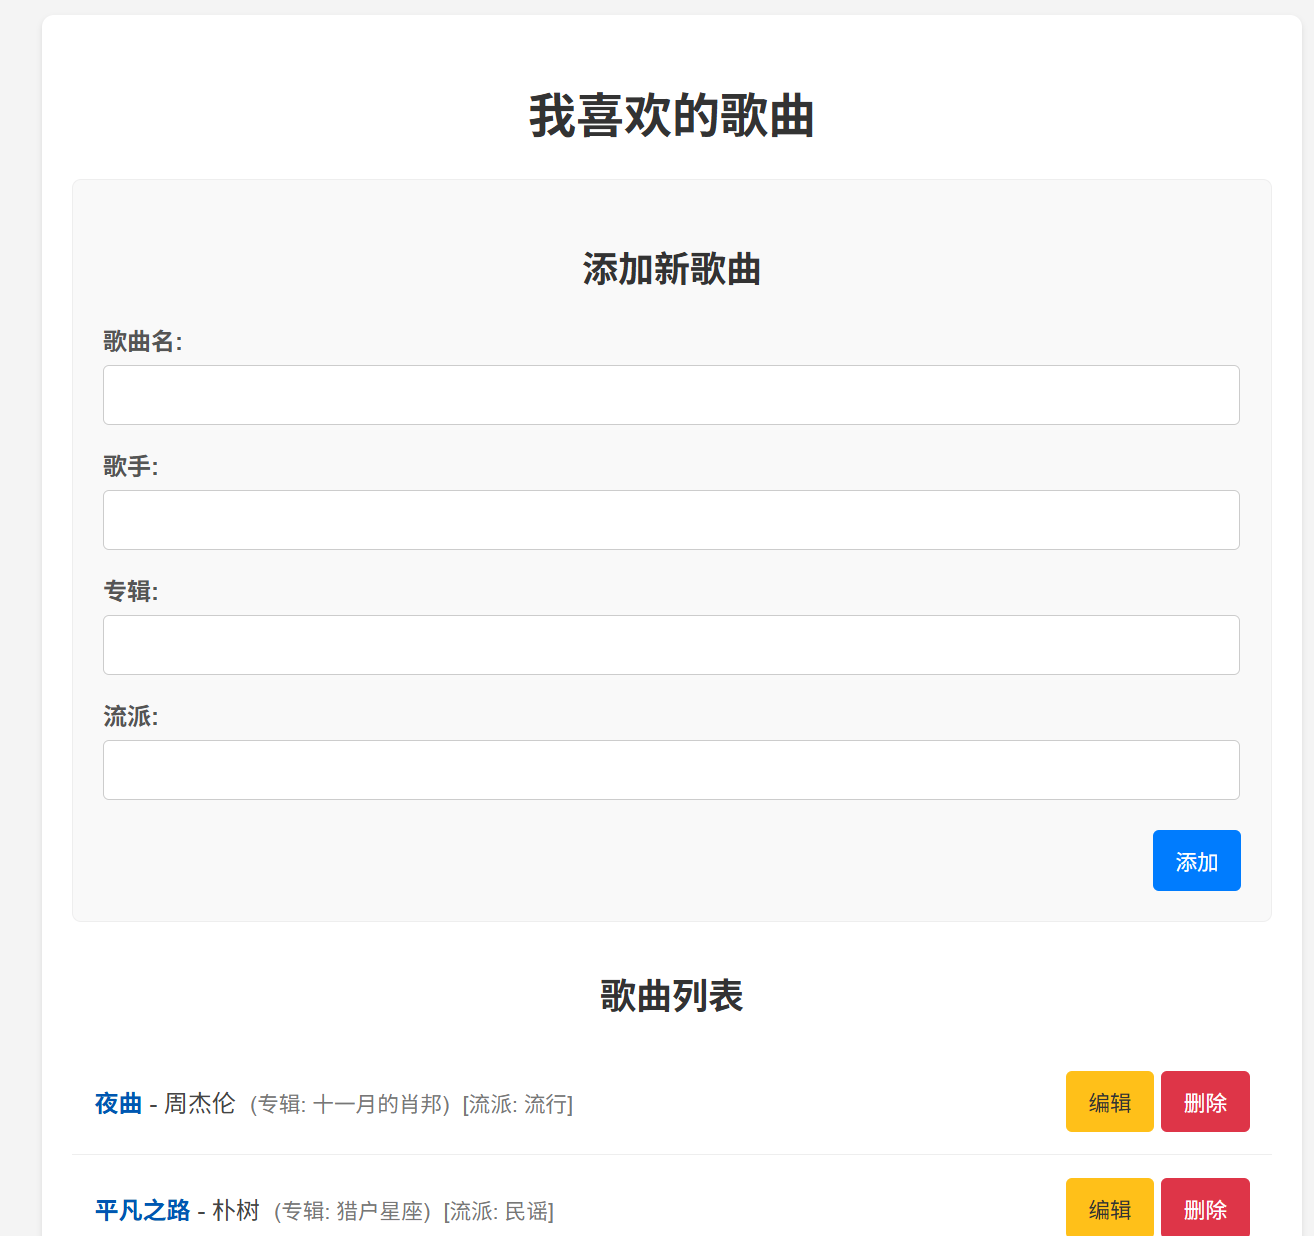 我喜欢的歌曲
添加新歌曲
歌曲名:
歌手:
专辑:
流派:
添加
歌曲列表
夜曲 - 周杰伦 (专辑: 十一月的肖邦) [流派: 流行] 编辑 删除
平凡之路 - 朴树 (专辑: 猎户星座) [流派: 民谣] 编辑 删除